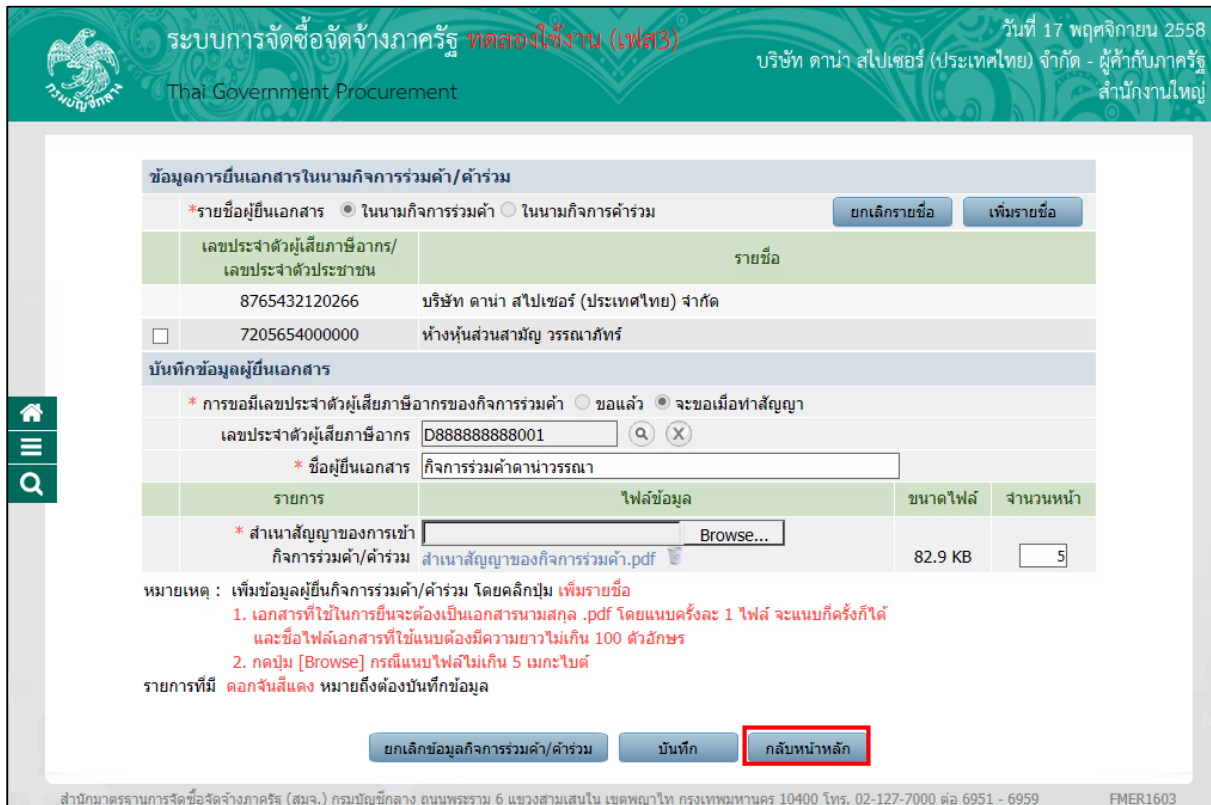 ระบบการจัดซื้อจัดจ้างภาครัฐ ทดลองใช้งาน (เฟส3)
Thai Government Procurement
กรมบัญชีกลาง
วันที่ 17 พฤศจิกายน 2558
บริษัท ดาน่า สไปเซอร์ (ประเทศไทย) จำกัด - ผู้ค้ากับภาครัฐ
สำนักงานใหญ่
ข้อมูลการยื่นเอกสารในนามกิจการร่วมค้า/ค้าร่วม
*รายชื่อผู้ยื่นเอกสาร ในนามกิจการร่วมค้า ในนามกิจการค้าร่วม ยกเลิกรายชื่อ เพิ่มรายชื่อ
เลขประจำตัวผู้เสียภาษีอากร/
เลขประจำตัวประชาชน
รายชื่อ
8765432120266 บริษัท ดาน่า สไปเซอร์ (ประเทศไทย) จำกัด
7205654000000 ห้างหุ้นส่วนสามัญ วรรณาภัทร์
บันทึกข้อมูลผู้ยื่นเอกสาร
* การขอมีเลขประจำตัวผู้เสียภาษีอากรของกิจการร่วมค้า ขอแล้ว จะขอเมื่อทำสัญญา
เลขประจำตัวผู้เสียภาษีอากร D888888888001
* ชื่อผู้ยื่นเอกสาร กิจการร่วมค้าดาน่าวรรณา
รายการ ไฟล์ข้อมูล ขนาดไฟล์ จำนวนหน้า
* สำเนาสัญญาของการเข้า Browse...
กิจการร่วมค้า/ค้าร่วม สำเนาสัญญาของกิจการร่วมค้า.pdf 82.9 KB 5
หมายเหตุ : เพิ่มข้อมูลผู้ยื่นกิจการร่วมค้า/ค้าร่วม โดยคลิกปุ่ม เพิ่มรายชื่อ
1. เอกสารที่ใช้ในการยื่นจะต้องเป็นเอกสารนามสกุล .pdf โดยแนบครั้งละ 1 ไฟล์ จะแนบกี่ครั้งก็ได้
และชื่อไฟล์เอกสารที่ใช้แนบต้องมีความยาวไม่เกิน 100 ตัวอักษร
2. กดปุ่ม [Browse] กรณีแนบไฟล์ไม่เกิน 5 เมกะไบต์
รายการที่มี ดอกจันสีแดง หมายถึงต้องบันทึกข้อมูล
ยกเลิกข้อมูลกิจการร่วมค้า/ค้าร่วม บันทึก กลับหน้าหลัก
สำนักมาตรฐานการจัดซื้อจัดจ้างภาครัฐ (สมจ.) กรมบัญชีกลาง ถนนพระราม 6 แขวงสามเสนใน เขตพญาไท กรุงเทพมหานคร 10400 โทร. 02-127-7000 ต่อ 6951 - 6959 FMER1603